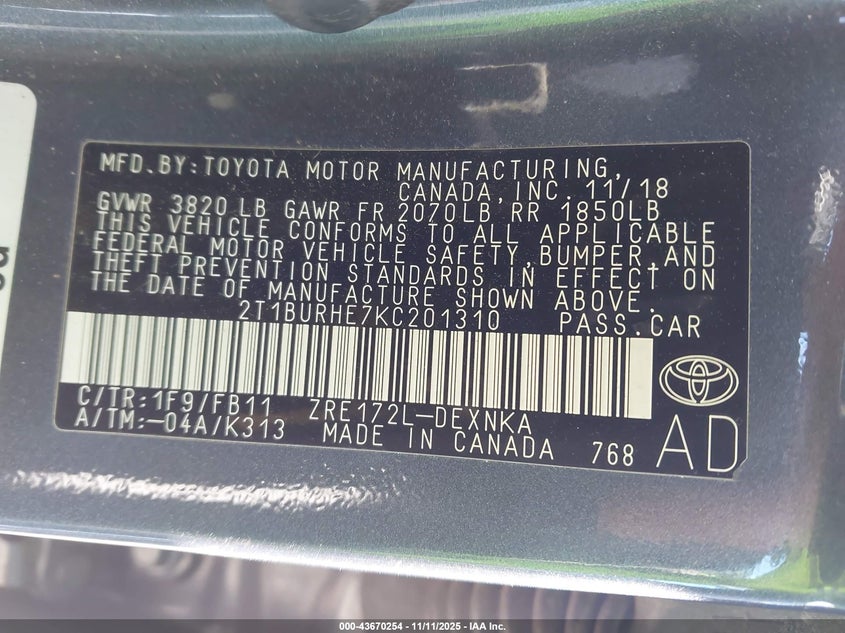 MFD.BY:TOYOTA MOTOR MANUFACTURING,
CANADA,INC. 11/18
GVWR 3820 LB GAWR FR 2070LB RR 1850LB
THIS VEHICLE CONFORMS TO ALL APPLICABLE
FEDERAL MOTOR VEHICLE SAFETY,BUMPER,AND
THEFT PREVENTION STANDARDS IN EFFECT ON
THE DATE OF MANUFACTURE SHOWN ABOVE.
2T1BURHE7KC201310 PASS.CAR
C/TR:1F9/FB11 ZRE172L-DEXNKA
A/TM:-04A/K313 MADE IN CANADA 768 AD
000-43670254 - 11/11/2025 - IAA Inc.